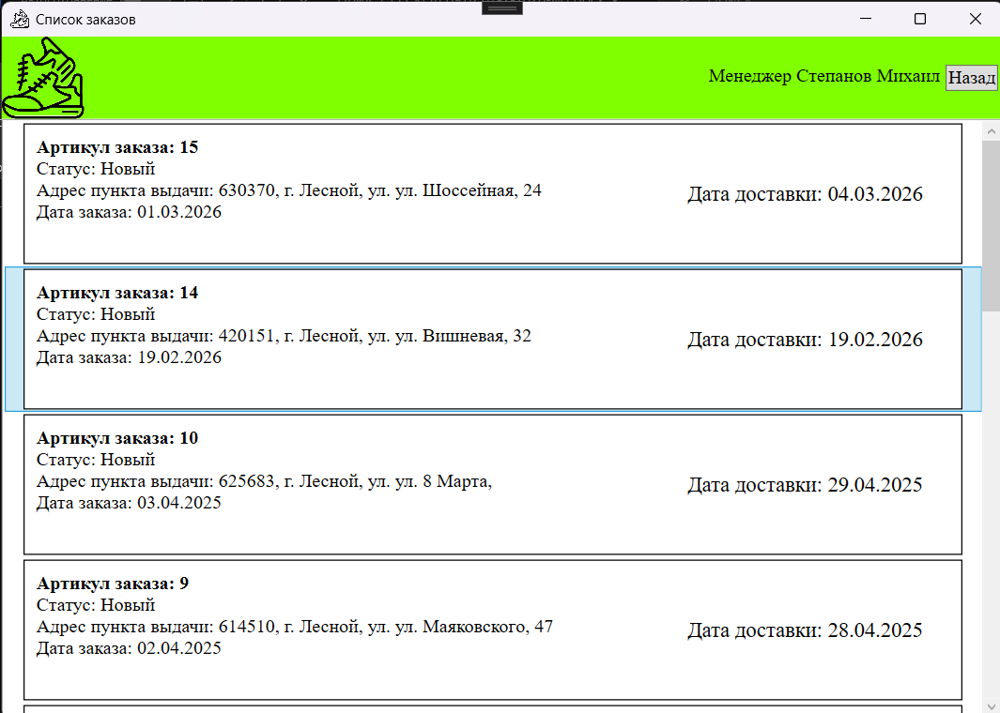 Список заказов
Менеджер Степанов Михаил Назад
Артикул заказа: 15
Статус: Новый
Адрес пункта выдачи: 630370, г. Лесной, ул. ул. Шоссейная, 24
Дата заказа: 01.03.2026
Дата доставки: 04.03.2026
Артикул заказа: 14
Статус: Новый
Адрес пункта выдачи: 420151, г. Лесной, ул. ул. Вишневая, 32
Дата заказа: 19.02.2026
Дата доставки: 19.02.2026
Артикул заказа: 10
Статус: Новый
Адрес пункта выдачи: 625683, г. Лесной, ул. ул. 8 Марта,
Дата заказа: 03.04.2025
Дата доставки: 29.04.2025
Артикул заказа: 9
Статус: Новый
Адрес пункта выдачи: 614510, г. Лесной, ул. ул. Маяковского, 47
Дата заказа: 02.04.2025
Дата доставки: 28.04.2025